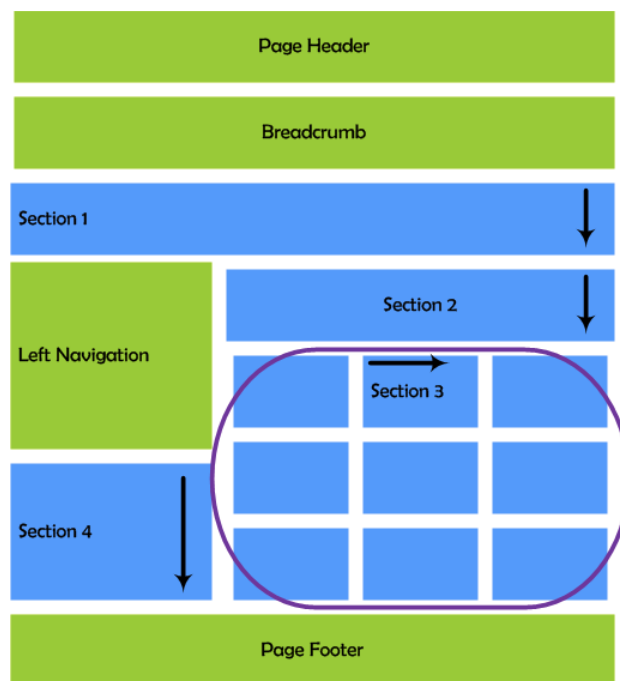 Page Header
Breadcrumb
Section 1
Section 2
Left Navigation
Section 3
Section 4
Page Footer